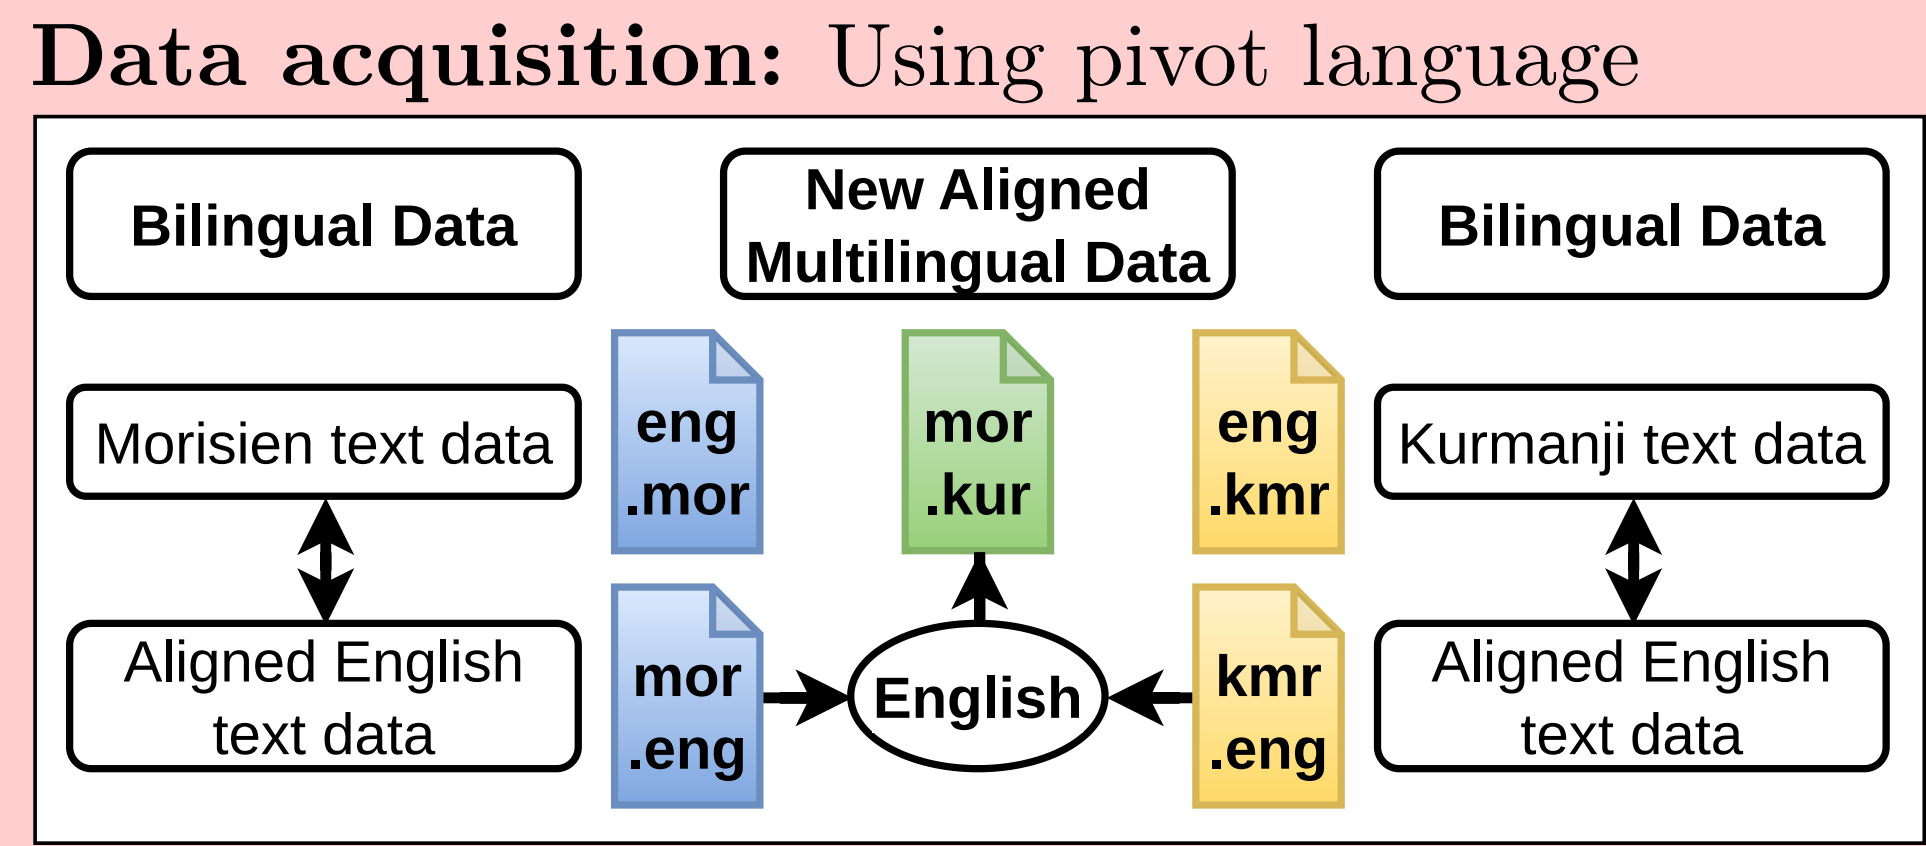 Data acquisition: Using pivot language
Bilingual Data
New Aligned
Multilingual Data
Bilingual Data
Morisien text data
eng
.mor
mor
.kur
eng
.kmr
Kurmanji text data
Aligned English
text data
mor
.eng
English
kmr
.eng
Aligned English
text data